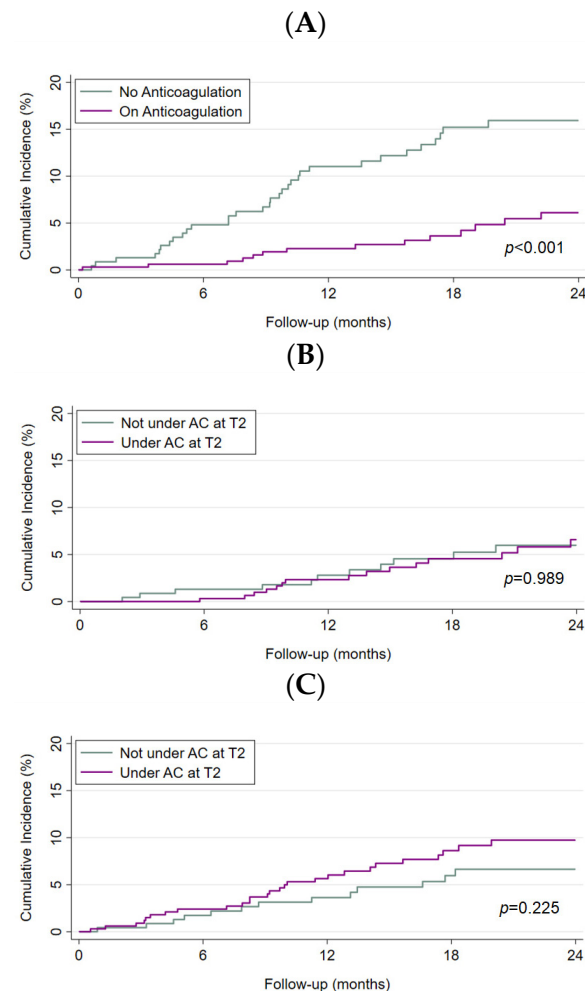 (A)
No Anticoagulation
On Anticoagulation
Cumulative Incidence (%)
20
15
10
5
0
p<0.001
0 6 12 18 24
Follow-up (months)
(B)
Not under AC at T2
Under AC at T2
Cumulative Incidence (%)
20
15
10
5
0
p=0.989
0 6 12 18 24
Follow-up (months)
(C)
Not under AC at T2
Under AC at T2
Cumulative Incidence (%)
20
15
10
5
0
p=0.225
0 6 12 18 24
Follow-up (months)